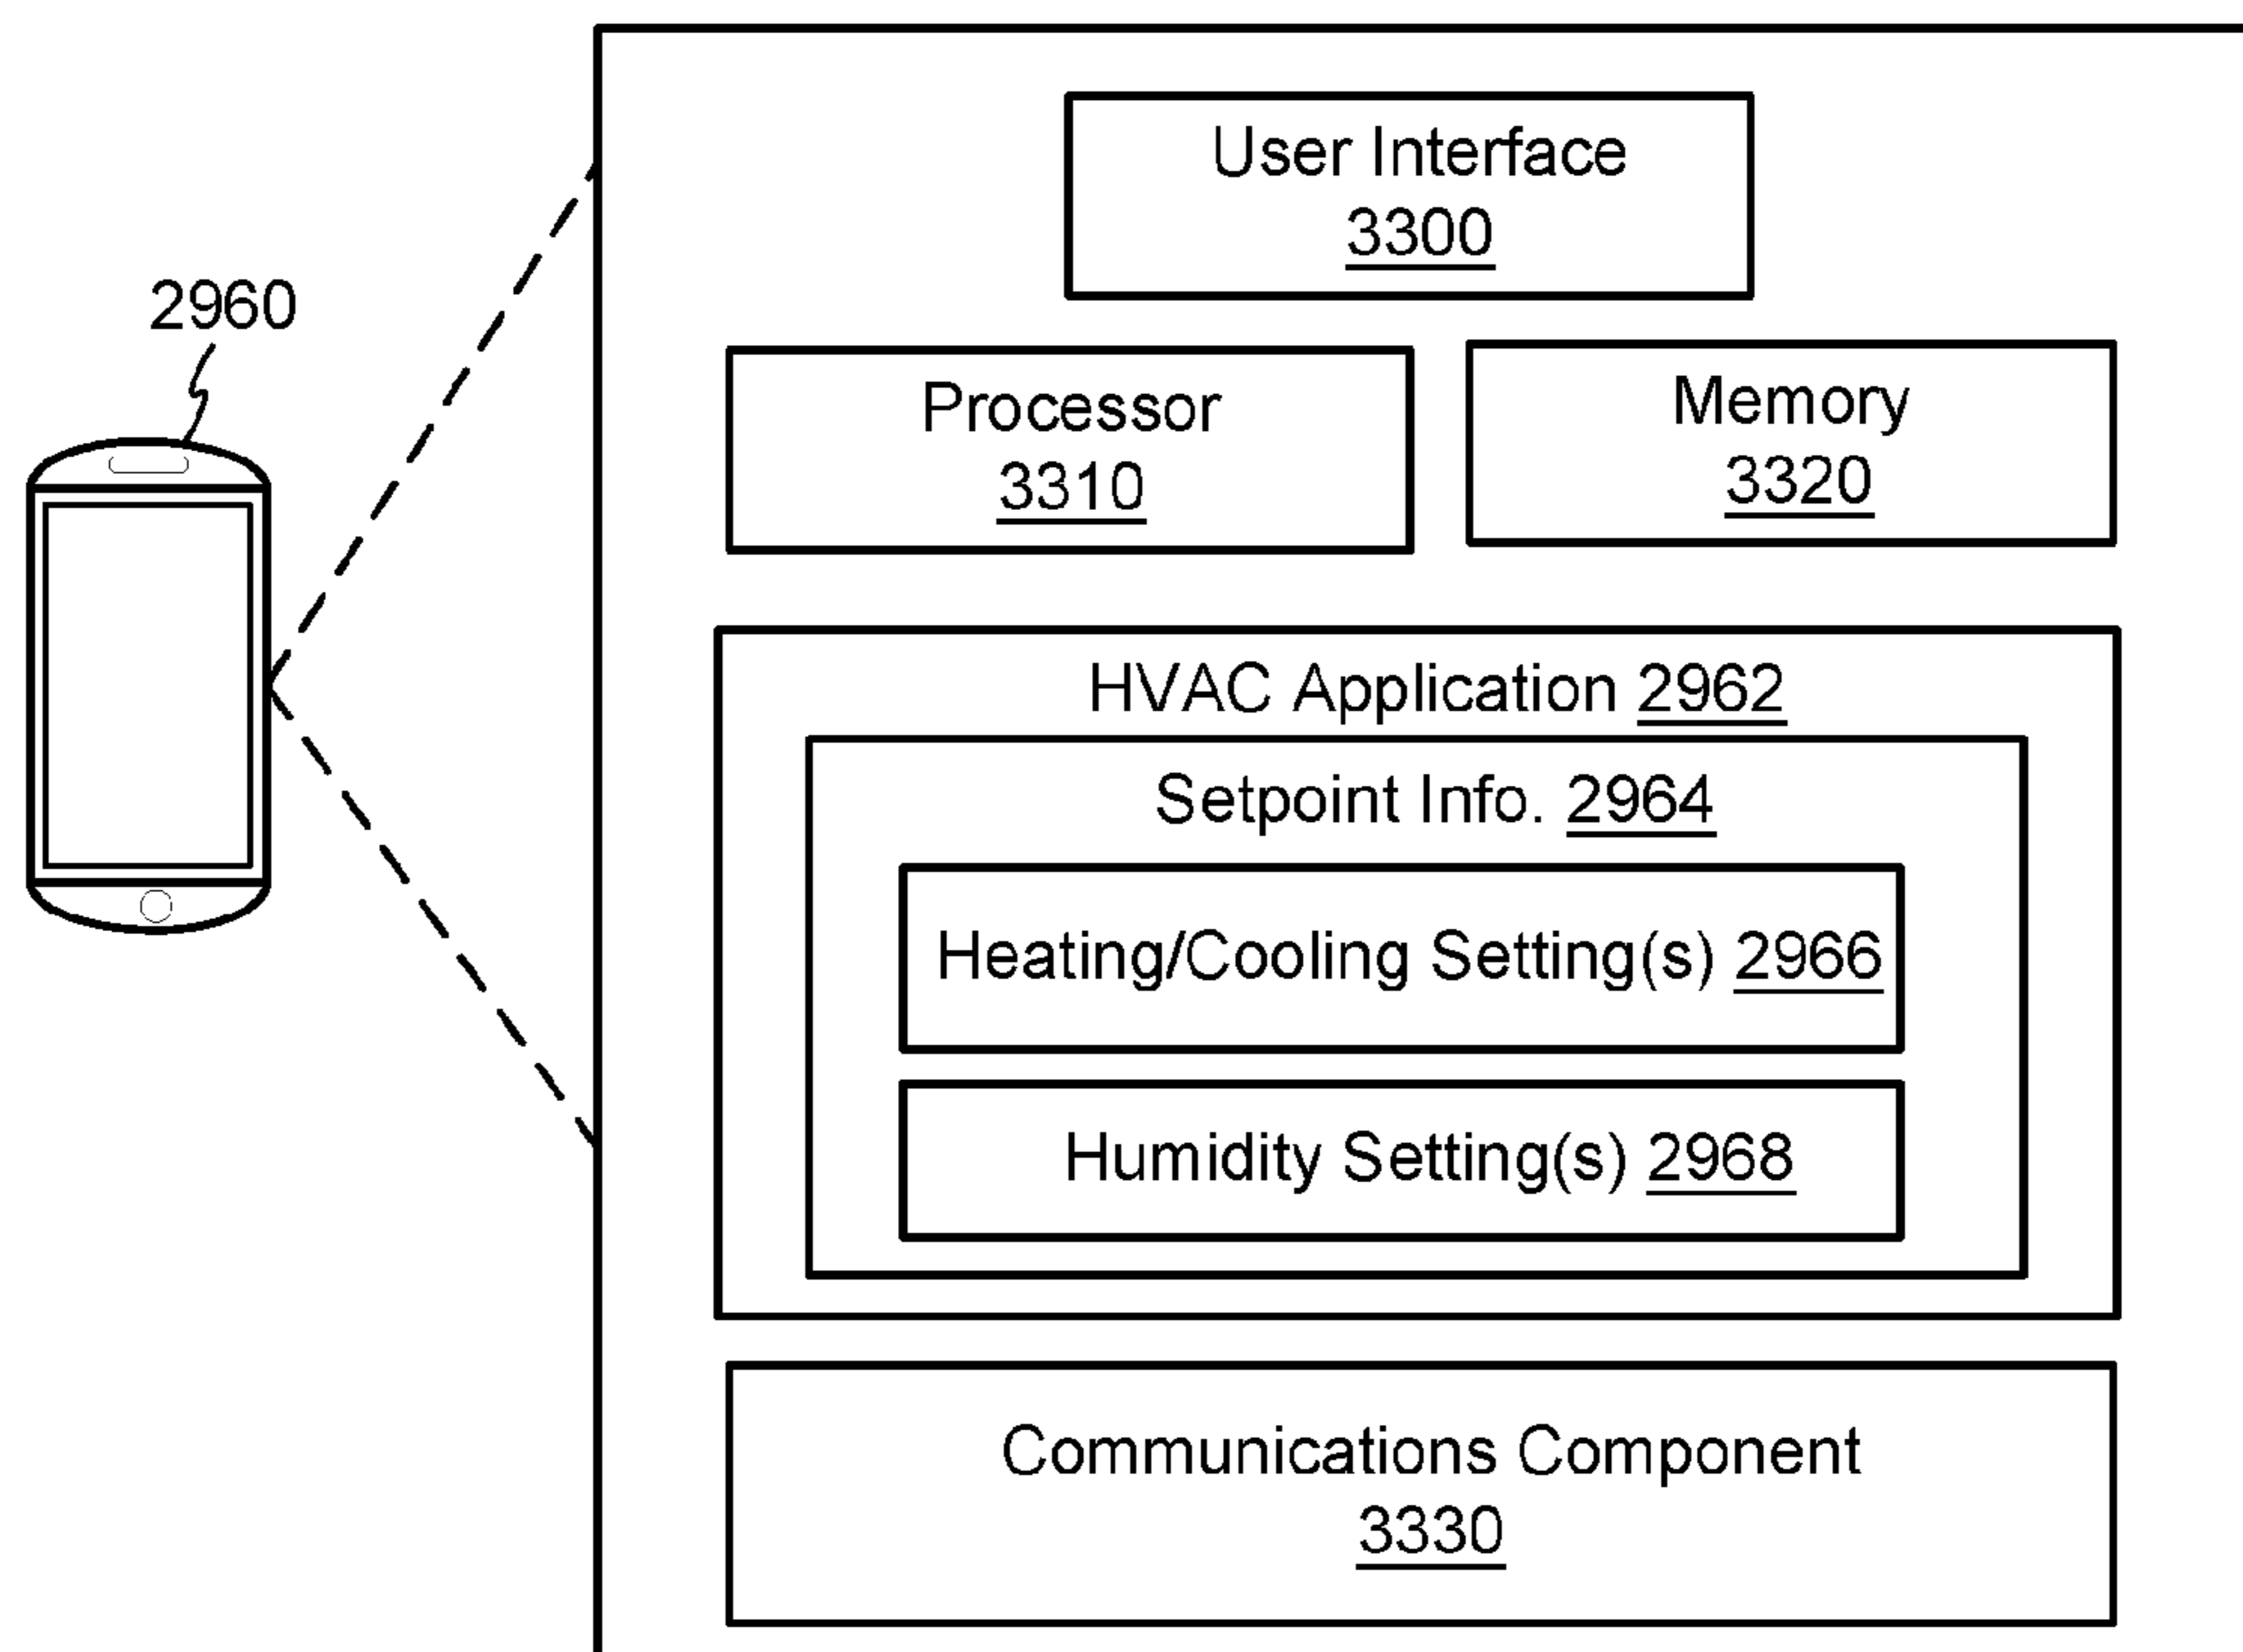 User Interface
3300
2960
Processor
3310
Memory
3320
HVAC Application 2962
Setpoint Info. 2964
Heating/Cooling Setting(s) 2966
Humidity Setting(s) 2968
Communications Component
3330